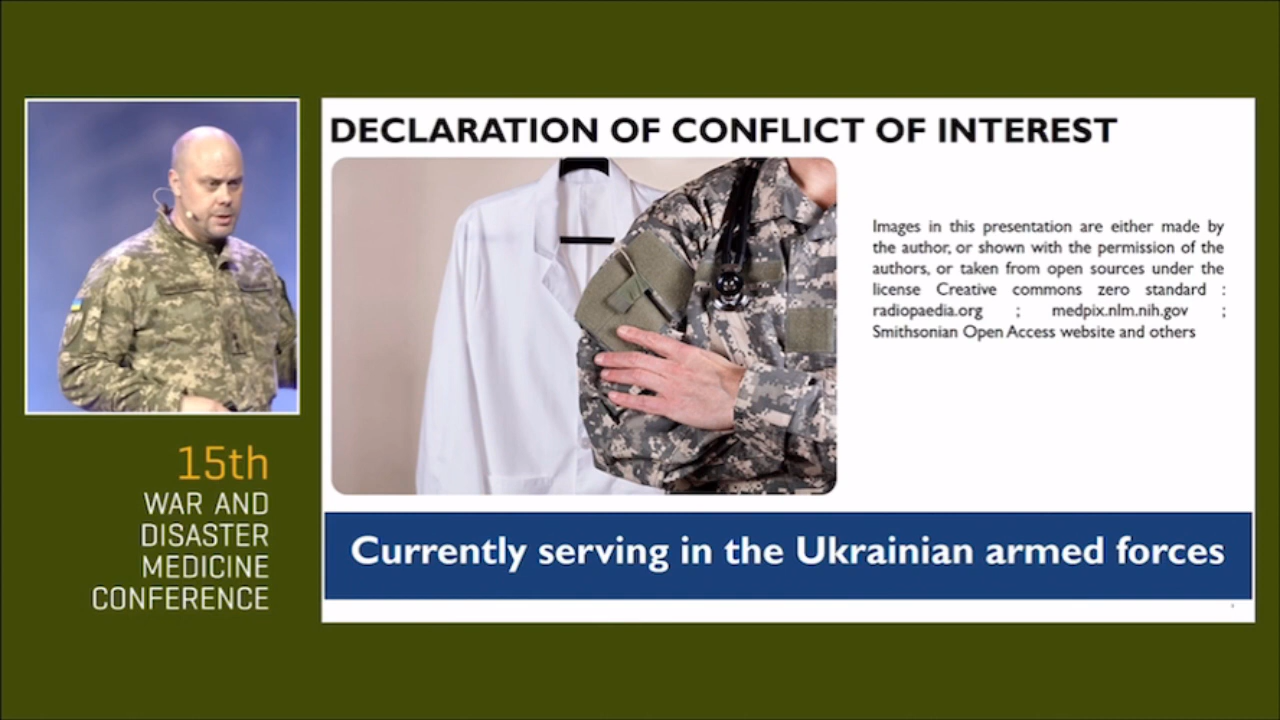 DECLARATION OF CONFLICT OF INTEREST
Images in this presentation are either made by
the author, or shown with the permission of the
authors, or taken from open sources under the
license Creative commons zero standard :
radiopaedia.org ; medpix.nlm.nih.gov ;
Smithsonian Open Access website and others
Currently serving in the Ukrainian armed forces
15th
WAR AND
DISASTER
MEDICINE
CONFERENCE